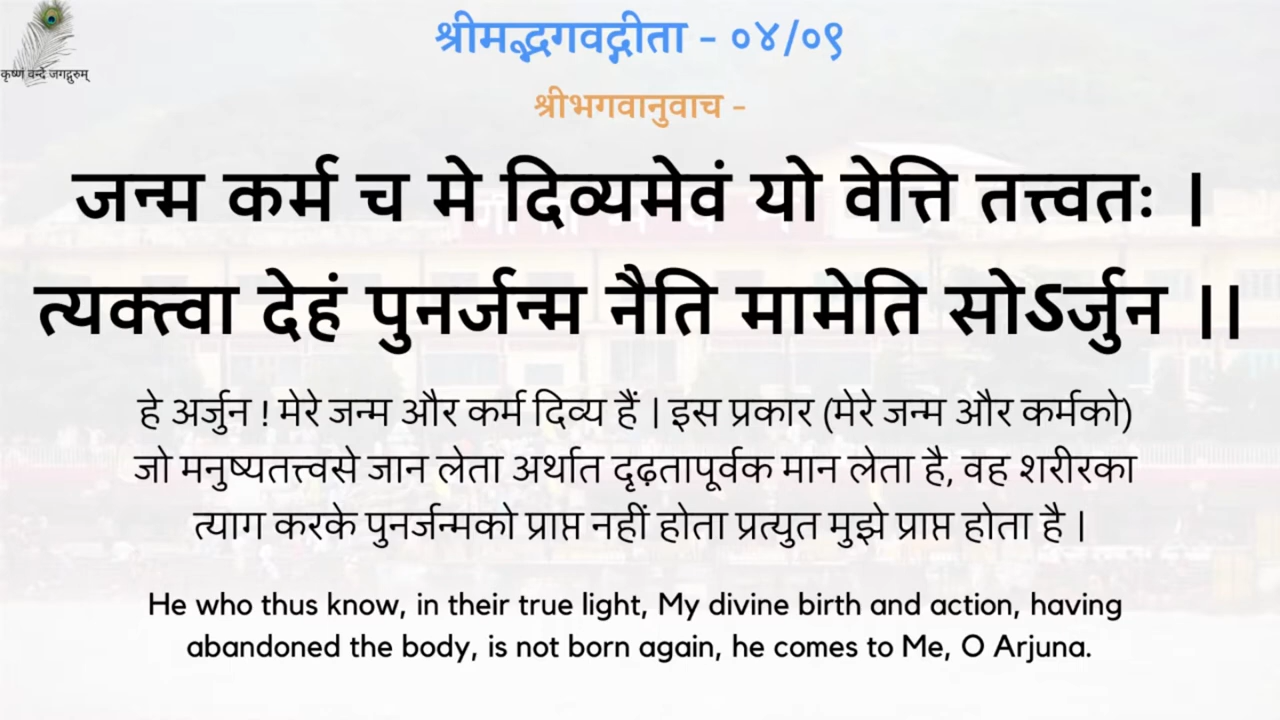 श्रीमद्भगवद्गीता - ०४/०९
कृष्णं वन्दे जगद्गुरुम्
श्रीभगवानुवाच -
जन्म कर्म च मे दिव्यमेवं यो वेत्ति तत्त्वतः ।
त्यक्त्वा देहं पुनर्जन्म नैति मामेति सोऽर्जुन ।।
हे अर्जुन ! मेरे जन्म और कर्म दिव्य हैं । इस प्रकार (मेरे जन्म और कर्मको)
जो मनुष्यतत्त्वसे जान लेता अर्थात दृढ़तापूर्वक मान लेता है, वह शरीरका
त्याग करके पुनर्जन्मको प्राप्त नहीं होता प्रत्युत मुझे प्राप्त होता है ।
He who thus know, in their true light, My divine birth and action, having
abandoned the body, is not born again, he comes to Me, O Arjuna.